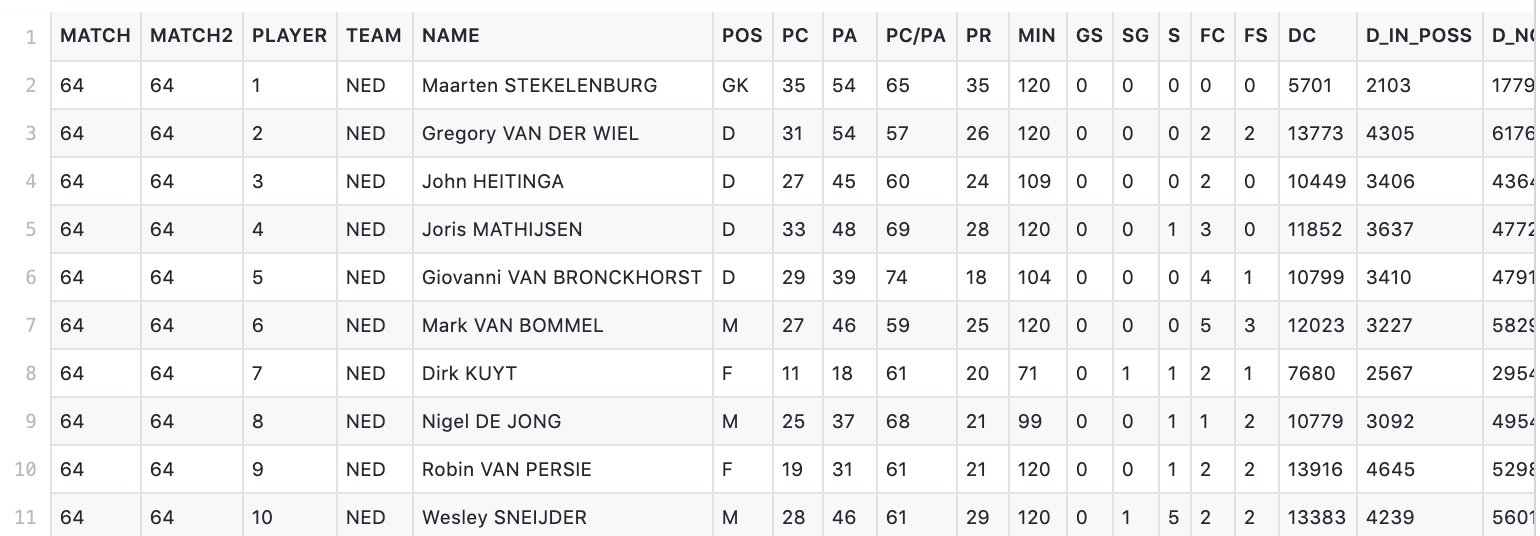 1 MATCH MATCH2 PLAYER TEAM NAME POS PC PA PC/PA PR MIN GS SG S FC FS DC D_IN_POSS
2 64 64 1 NED Maarten STEKELENBURG GK 35 54 65 35 120 0 0 0 0 0 5701 2103 1779
3 64 64 2 NED Gregory VAN DER WIEL D 31 54 57 26 120 0 0 0 2 2 13773 4305 6176
4 64 64 3 NED John HEITINGA D 27 45 60 24 109 0 0 0 2 0 10449 3406 4364
5 64 64 4 NED Joris MATHIJSEN D 33 48 69 28 120 0 0 1 3 0 11852 3637 4772
6 64 64 5 NED Giovanni VAN BRONCKHORST D 29 39 74 18 104 0 0 0 4 1 10799 3410 4791
7 64 64 6 NED Mark VAN BOMMEL M 27 46 59 25 120 0 0 0 5 3 12023 3227 5829
8 64 64 7 NED Dirk KUYT F 11 18 61 20 71 0 1 1 2 1 7680 2567 2954
9 64 64 8 NED Nigel DE JONG M 25 37 68 21 99 0 0 1 1 2 10779 3092 4954
10 64 64 9 NED Robin VAN PERSIE F 19 31 61 21 120 0 0 1 2 2 13916 4645 5298
11 64 64 10 NED Wesley SNEIJDER M 28 46 61 29 120 0 1 5 2 2 13383 4239 5601